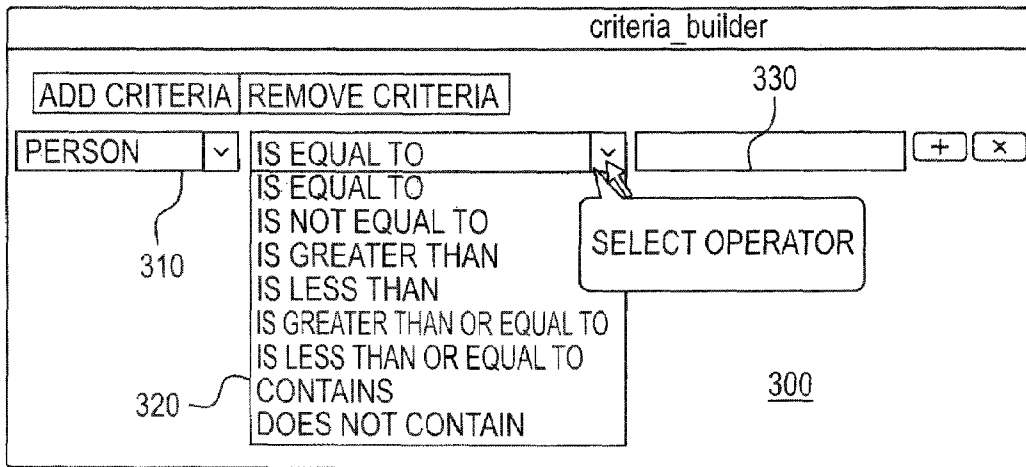 criteria_builder
ADD CRITERIA REMOVE CRITERIA
330
PERSON IS EQUAL TO + x
IS EQUAL TO
IS NOT EQUAL TO
SELECT OPERATOR
310
IS GREATER THAN
IS LESS THAN
IS GREATER THAN OR EQUAL TO
IS LESS THAN OR EQUAL TO
320
CONTAINS
300
DOES NOT CONTAIN